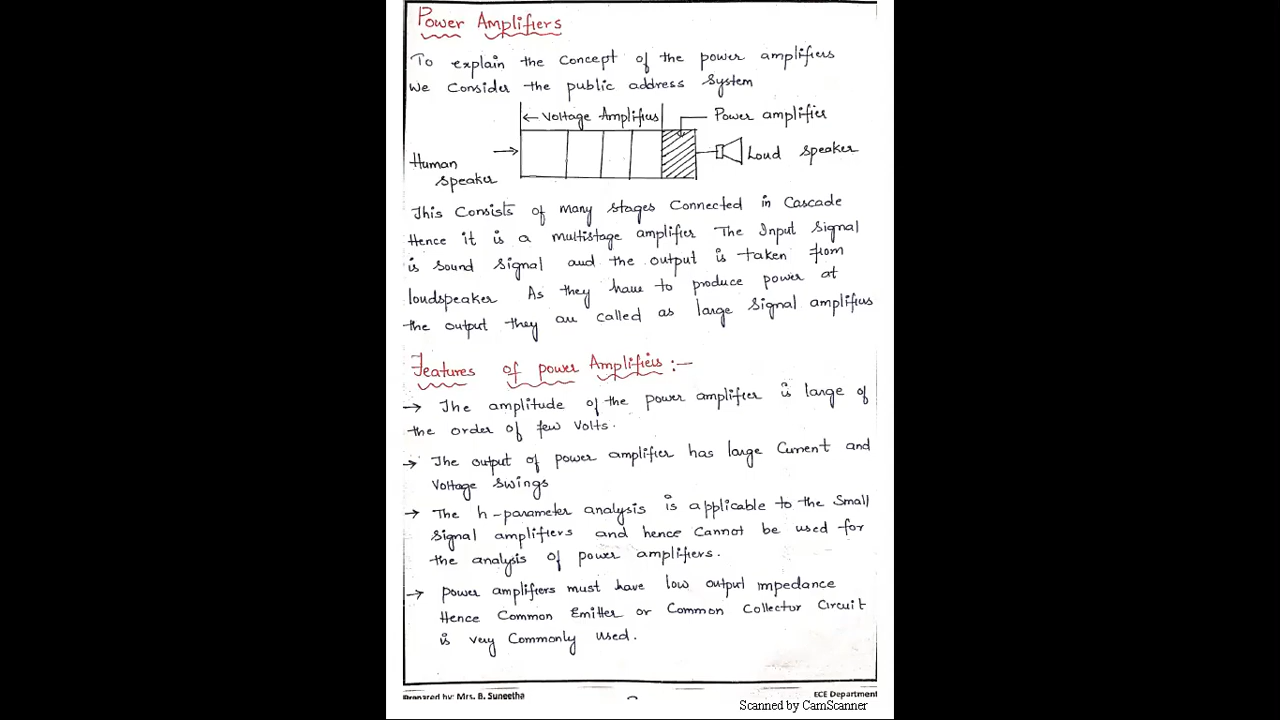 Power Amplifiers
To explain the Concept of the power amplifiers
We Consider the public address system
← Voltage Amplifiers
Power amplifier
Human
Speaker
Loud speaker
This Consists of many stages Connected in Cascade
Hence it is a multistage amplifier The Input Signal
is sound signal and the output is taken from
loudspeaker As they have to produce power at
the output they are called as large signal amplifiers
Features of power Amplifiers :-
→ The amplitude of the power amplifier is large of
the order of few Volts.
→ The output of power amplifier has large Current and
Voltage swings
→ The h-parameter analysis is applicable to the Small
Signal amplifiers and hence Cannot be used for
the analysis of power amplifiers.
→ power amplifiers must have low output impedance
Hence Common Emitter or Common Collector Circuit
is very Commonly used.
Prepared by: Mrs. B. Suneetha
ECE Department
Scanned by CamScanner